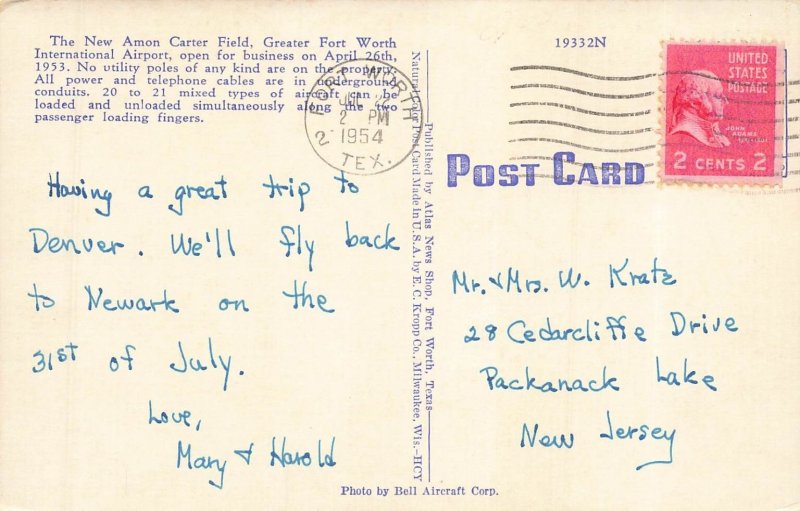 The New Amon Carter Field, Greater Fort Worth
International Airport, open for business on April 26th,
1953. No utility poles of any kind are on the property.
All power and telephone cables are in underground
conduits. 20 to 21 mixed types of aircraft can be
loaded and unloaded simultaneously along the two
passenger loading fingers.
19332N
FORT WORTH
2 PM
1954
2 TEX.
UNITED
STATES
POSTAGE
JOHN
ADAMS
2 CENTS 2
POST CARD
Having a great trip to
Denver. We'll fly back
to Newark on the
31st of July.
Love,
Mary & Harold
Published by Atlas News Shop, Fort Worth, Texas
Natural Color Post Card Made in U.S.A. by E. C. Kropp Co., Milwaukee, Wis.—HCY
Mr. & Mrs. W. Kratz
28 Cedarcliffe Drive
Packanack Lake
New Jersey
Photo by Bell Aircraft Corp.